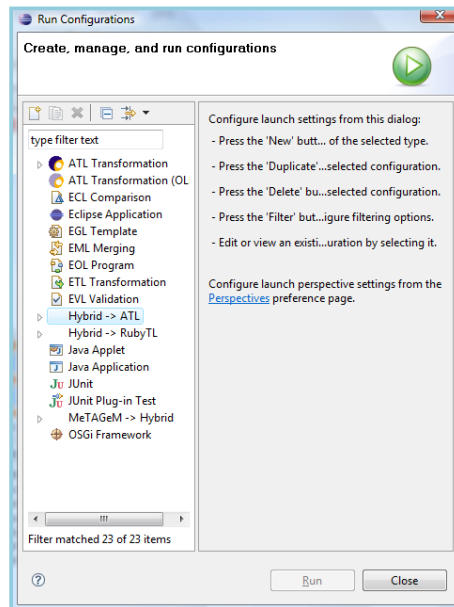 Run Configurations
Create, manage, and run configurations
type filter text
ATL Transformation
ATL Transformation (OL
ECL Comparison
Eclipse Application
EGL Template
EML Merging
EOL Program
ETL Transformation
EVL Validation
Hybrid -> ATL
Hybrid -> RubyTL
Java Applet
Java Application
JUnit
JUnit Plug-in Test
MeTAGeM -> Hybrid
OSGi Framework
Filter matched 23 of 23 items
Configure launch settings from this dialog:
- Press the 'New' butt... of the selected type.
- Press the 'Duplicate'...selected configuration.
- Press the 'Delete' bu...selected configuration.
- Press the 'Filter' but...igure filtering options.
- Edit or view an existi...uration by selecting it.
Configure launch perspective settings from the
Perspectives preference page.
Run
Close